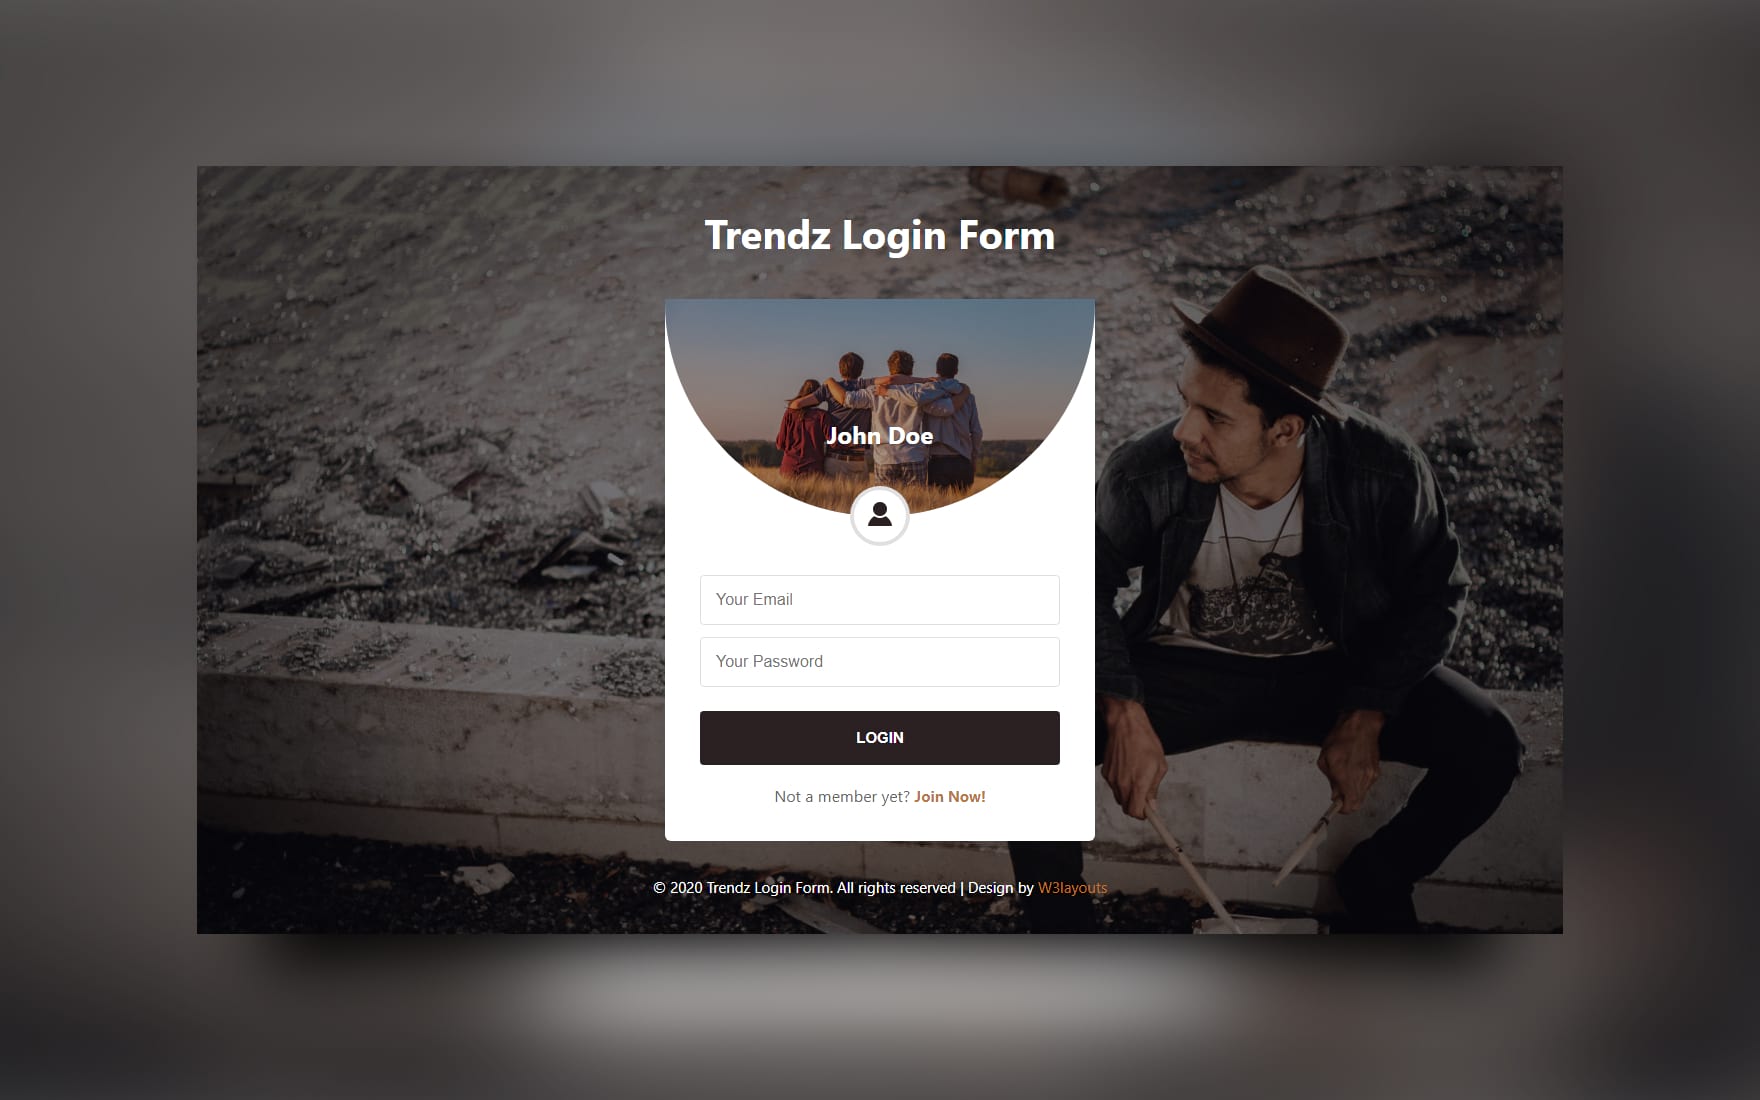 Trendz Login Form
John Doe
Your Email
Your Password
LOGIN
Not a member yet? Join Now!
© 2020 Trendz Login Form. All rights reserved | Design by W3layouts